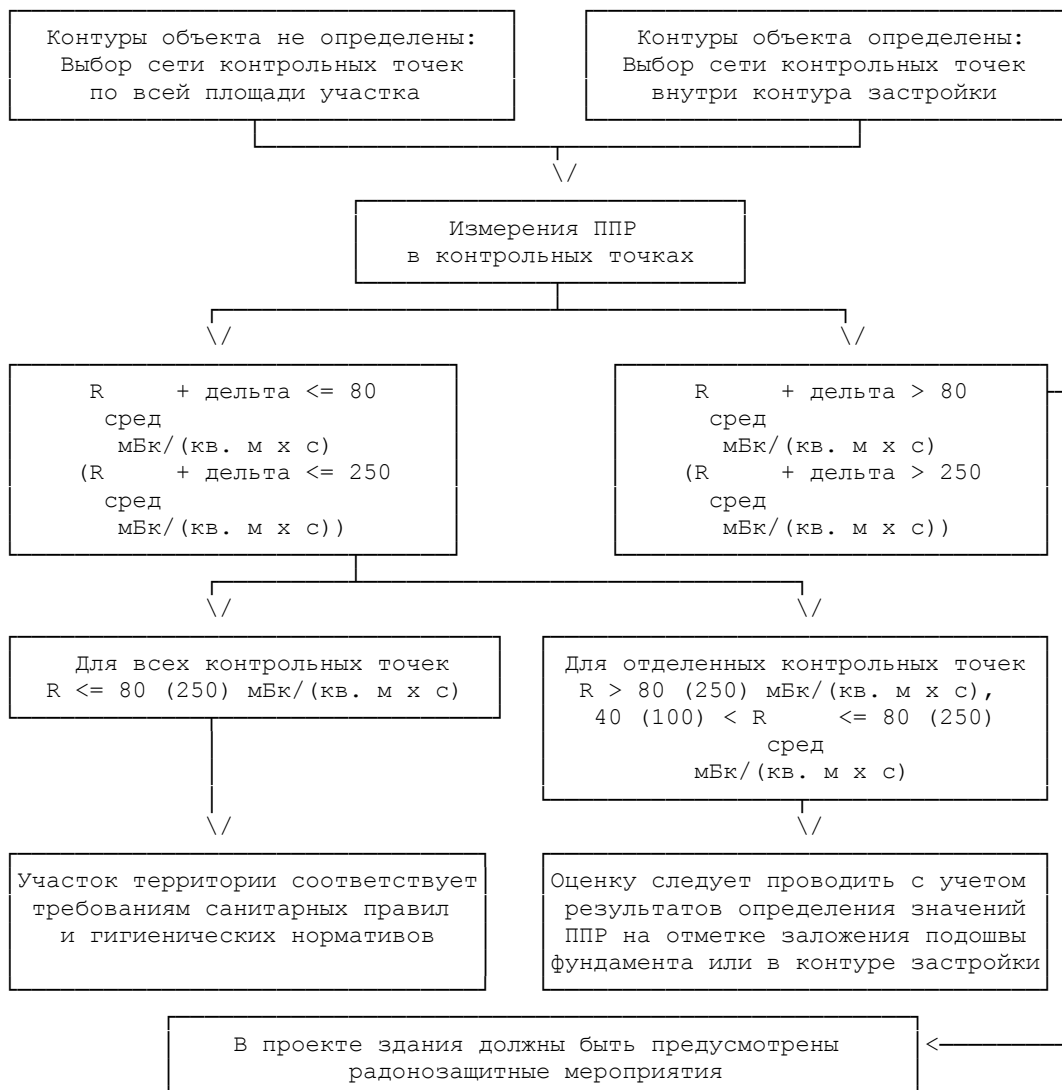 Контуры объекта не определены:
Выбор сети контрольных точек
по всей площади участка
Контуры объекта определены:
Выбор сети контрольных точек
внутри контура застройки
Измерения ППР
в контрольных точках
R + дельта <= 80
сред
мБк/(кв. м x с)
(R + дельта <= 250
сред
мБк/(кв. м x с))
R + дельта > 80
сред
мБк/(кв. м x с)
(R + дельта > 250
сред
мБк/(кв. м x с))
Для всех контрольных точек
R <= 80 (250) мБк/(кв. м x с)
Для отделенных контрольных точек
R > 80 (250) мБк/(кв. м x с),
40 (100) < R <= 80 (250)
сред
мБк/(кв. м x с)
Участок территории соответствует
требованиям санитарных правил
и гигиенических нормативов
Оценку следует проводить с учетом
результатов определения значений
ППР на отметке заложения подошвы
фундамента или в контуре застройки
В проекте здания должны быть предусмотрены
радонозащитные мероприятия